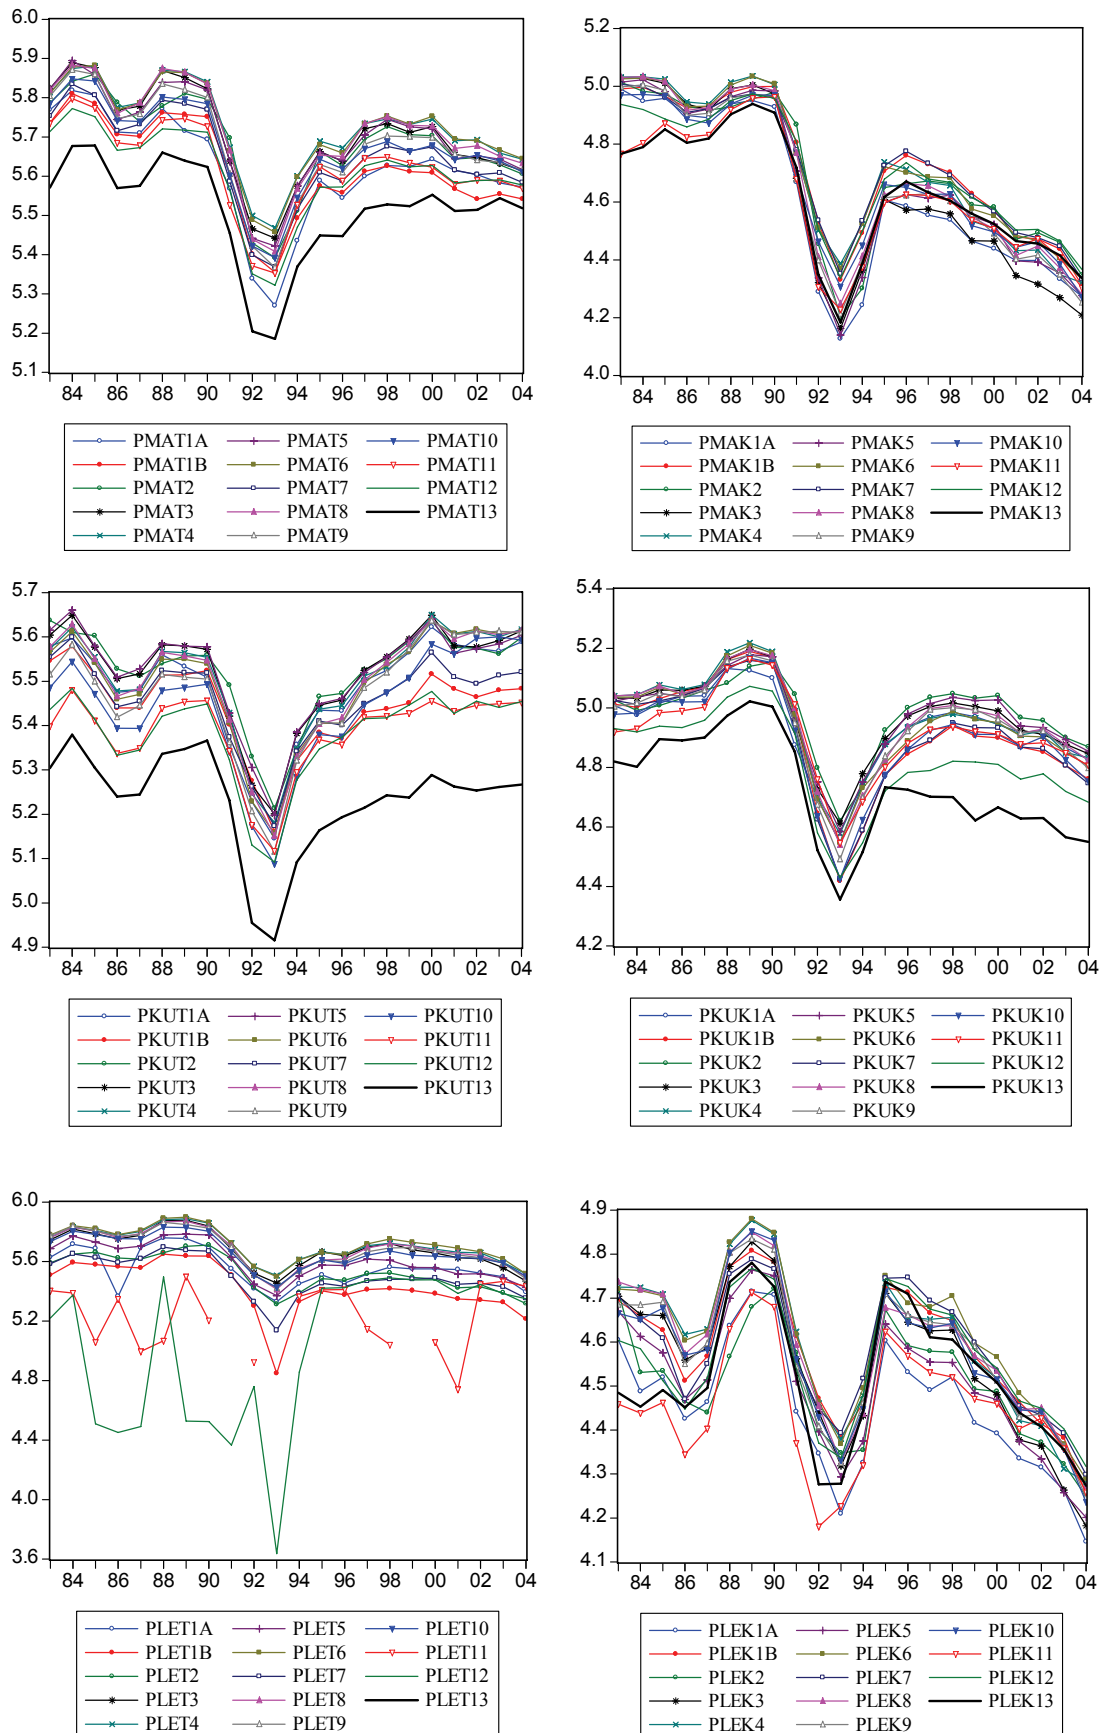 6.0
5.9
5.8
5.7
5.6
5.5
5.4
5.3
5.2
5.1
84 86 88 90 92 94 96 98 00 02 04
PMAT1A PMAT5 PMAT10
PMAT1B PMAT6 PMAT11
PMAT2 PMAT7 PMAT12
PMAT3 PMAT8 PMAT13
PMAT4 PMAT9
5.2
5.0
4.8
4.6
4.4
4.2
4.0
84 86 88 90 92 94 96 98 00 02 04
PMAK1A PMAK5 PMAK10
PMAK1B PMAK6 PMAK11
PMAK2 PMAK7 PMAK12
PMAK3 PMAK8 PMAK13
PMAK4 PMAK9
5.7
5.6
5.5
5.4
5.3
5.2
5.1
5.0
4.9
84 86 88 90 92 94 96 98 00 02 04
PKUT1A PKUT5 PKUT10
PKUT1B PKUT6 PKUT11
PKUT2 PKUT7 PKUT12
PKUT3 PKUT8 PKUT13
PKUT4 PKUT9
5.4
5.2
5.0
4.8
4.6
4.4
4.2
84 86 88 90 92 94 96 98 00 02 04
PKUK1A PKUK5 PKUK10
PKUK1B PKUK6 PKUK11
PKUK2 PKUK7 PKUK12
PKUK3 PKUK8 PKUK13
PKUK4 PKUK9
6.0
5.6
5.2
4.8
4.4
4.0
3.6
84 86 88 90 92 94 96 98 00 02 04
PLET1A PLET5 PLET10
PLET1B PLET6 PLET11
PLET2 PLET7 PLET12
PLET3 PLET8 PLET13
PLET4 PLET9
4.9
4.8
4.7
4.6
4.5
4.4
4.3
4.2
4.1
84 86 88 90 92 94 96 98 00 02 04
PLEK1A PLEK5 PLEK10
PLEK1B PLEK6 PLEK11
PLEK2 PLEK7 PLEK12
PLEK3 PLEK8 PLEK13
PLEK4 PLEK9